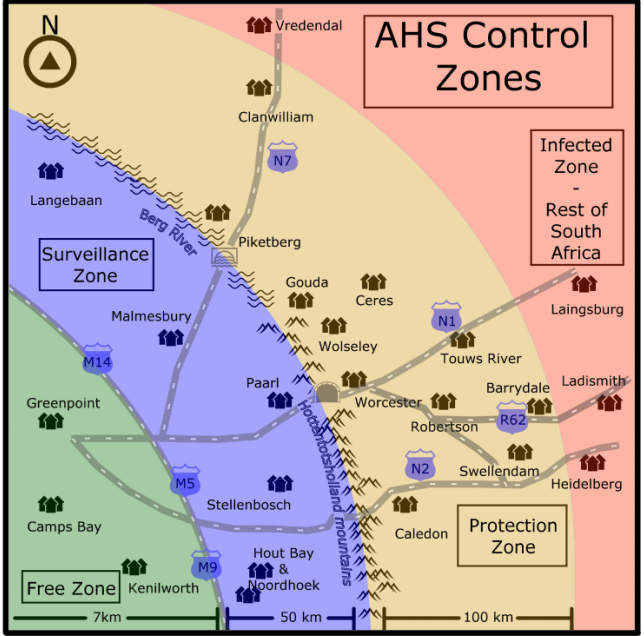 N
Vredendal
AHS Control
Zones
Clanwilliam
N7
Infected
Zone
-
Rest of
South
Africa
Langebaan
Berg River
Piketberg
Surveillance
Zone
Gouda
Ceres
Laingsburg
Malmesbury
N1
Wolseley
Touws River
M14
Paarl
Worcester
Barrydale
Ladismith
Greenpoint
Robertson
R62
Hottentotsholland mountains
N2
Swellendam
Heidelberg
M5
Stellenbosch
Camps Bay
Caledon
Protection
Zone
Hout Bay
&
Noordhoek
M9
Free Zone
Kenilworth
7km
50 km
100 km